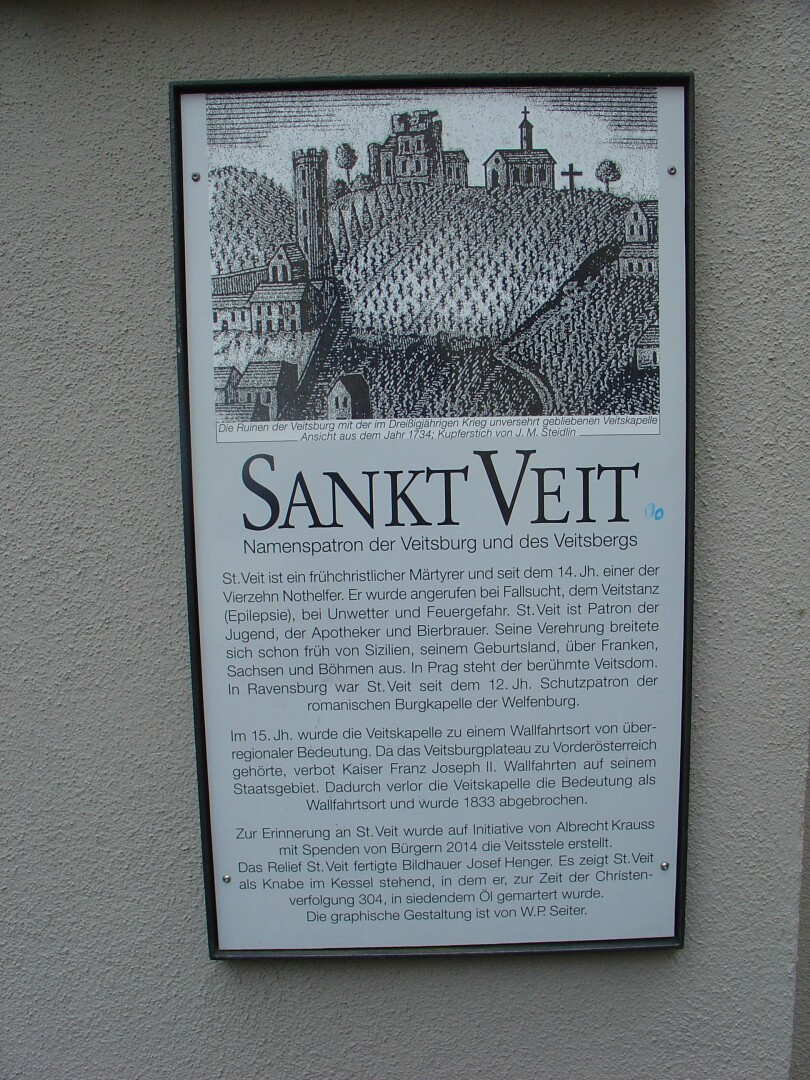 Die Ruinen der Veitsburg mit der im Dreißigjährigen Krieg unversehrt gebliebenen Veitskapelle
Ansicht aus dem Jahr 1734; Kupferstich von J. M. Steidlin
SANKT VEIT
Namenspatron der Veitsburg und des Veitsbergs
St. Veit ist ein frühchristlicher Märtyrer und seit dem 14. Jh. einer der
Vierzehn Nothelfer. Er wurde angerufen bei Fallsucht, dem Veitstanz
(Epilepsie), bei Unwetter und Feuergefahr. St. Veit ist Patron der
Jugend, der Apotheker und Bierbrauer. Seine Verehrung breitete
sich schon früh von Sizilien, seinem Geburtsland, über Franken,
Sachsen und Böhmen aus. In Prag steht der berühmte Veitsdom.
In Ravensburg war St. Veit seit dem 12. Jh. Schutzpatron der
romanischen Burgkapelle der Welfenburg.
Im 15. Jh. wurde die Veitskapelle zu einem Wallfahrtsort von über-
regionaler Bedeutung. Da das Veitsburgplateau zu Vorderösterreich
gehörte, verbot Kaiser Franz Joseph II. Wallfahrten auf seinem
Staatsgebiet. Dadurch verlor die Veitskapelle die Bedeutung als
Wallfahrtsort und wurde 1833 abgebrochen.
Zur Erinnerung an St. Veit wurde auf Initiative von Albrecht Krauss
mit Spenden von Bürgern 2014 die Veitsstele erstellt.
Das Relief St. Veit fertigte Bildhauer Josef Henger. Es zeigt St. Veit
als Knabe im Kessel stehend, in dem er, zur Zeit der Christen-
verfolgung 304, in siedendem Öl gemartert wurde.
Die graphische Gestaltung ist von W. P. Seiter.